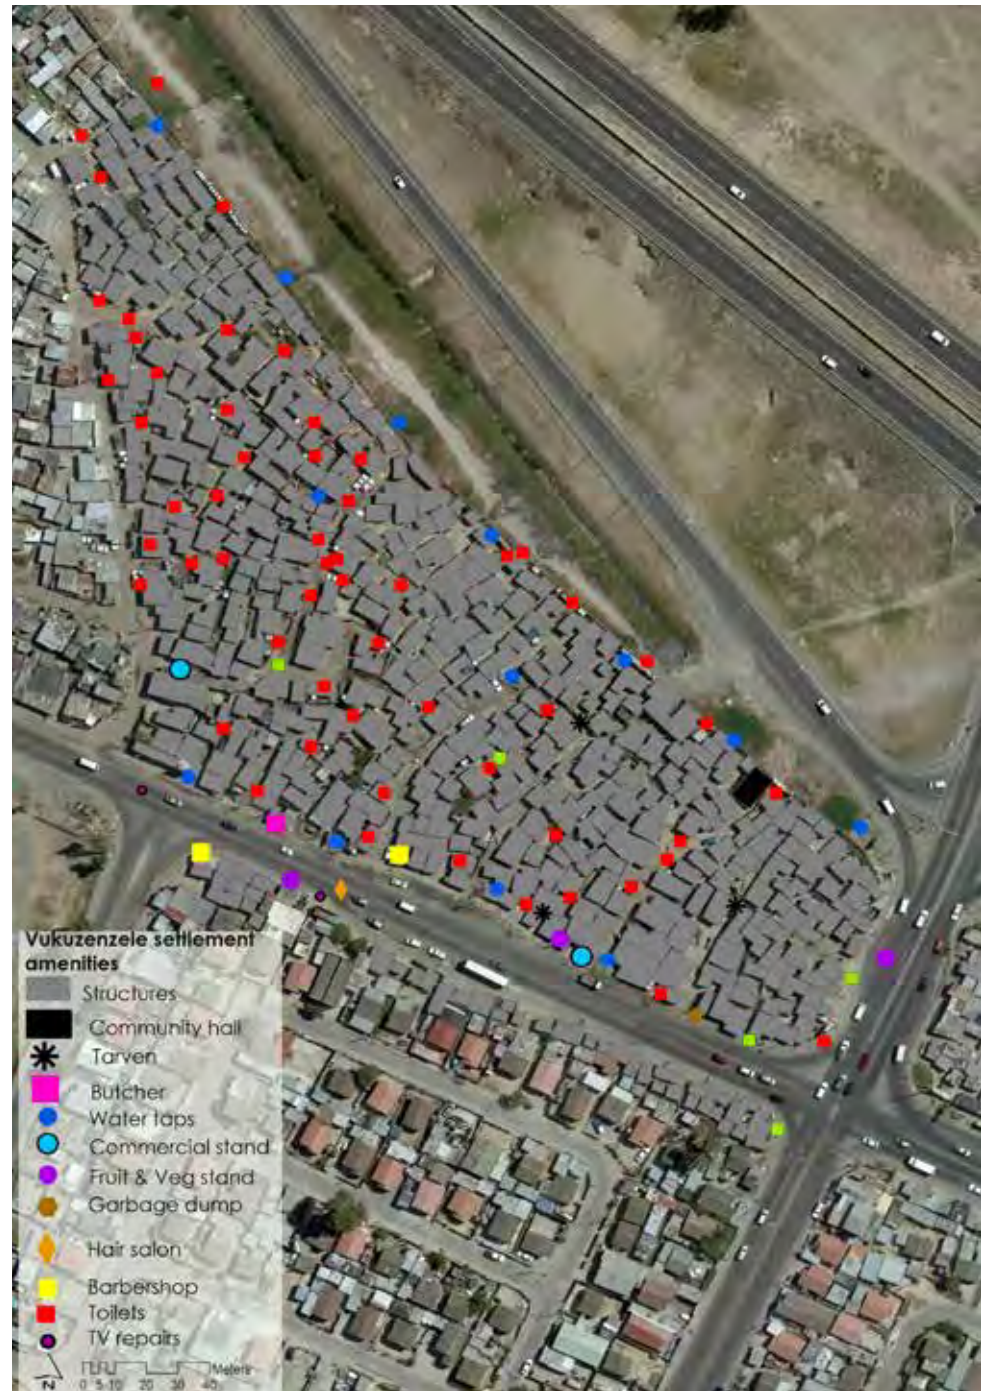 Vukuzenzele settlement
amenities
Structures
Community hall
Tarven
Butcher
Water taps
Commercial stand
Fruit & Veg stand
Garbage dump
Hair salon
Barbershop
Toilets
TV repairs
N
Meters
0 5 10 20 30 40